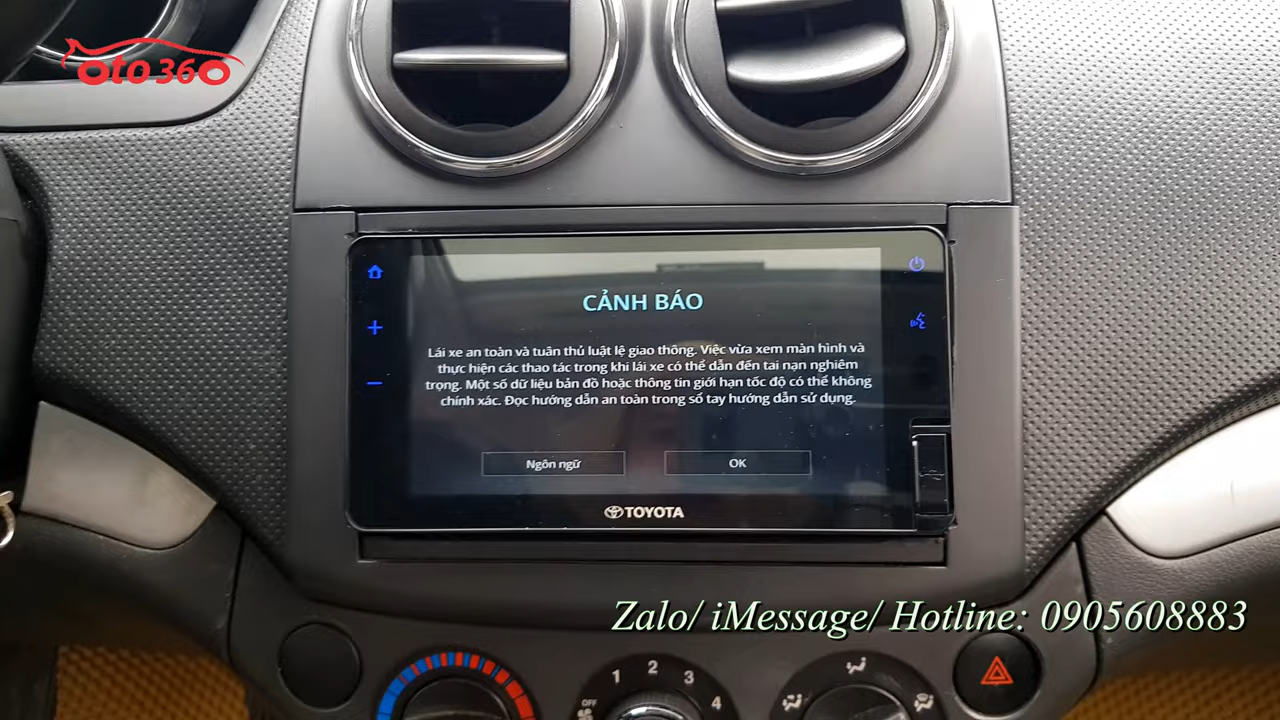 oto360
CẢNH BÁO
Lái xe an toàn và tuân thủ luật lệ giao thông. Việc vừa xem màn hình và
thực hiện các thao tác trong khi lái xe có thể dẫn đến tai nạn nghiêm
trọng. Một số dữ liệu bản đồ hoặc thông tin giới hạn tốc độ có thể không
chính xác. Đọc hướng dẫn an toàn trong sổ tay hướng dẫn sử dụng.
Ngôn ngữ
OK
TOYOTA
Zalo/ iMessage/ Hotline: 0905608883
OFF 1 2 3 4